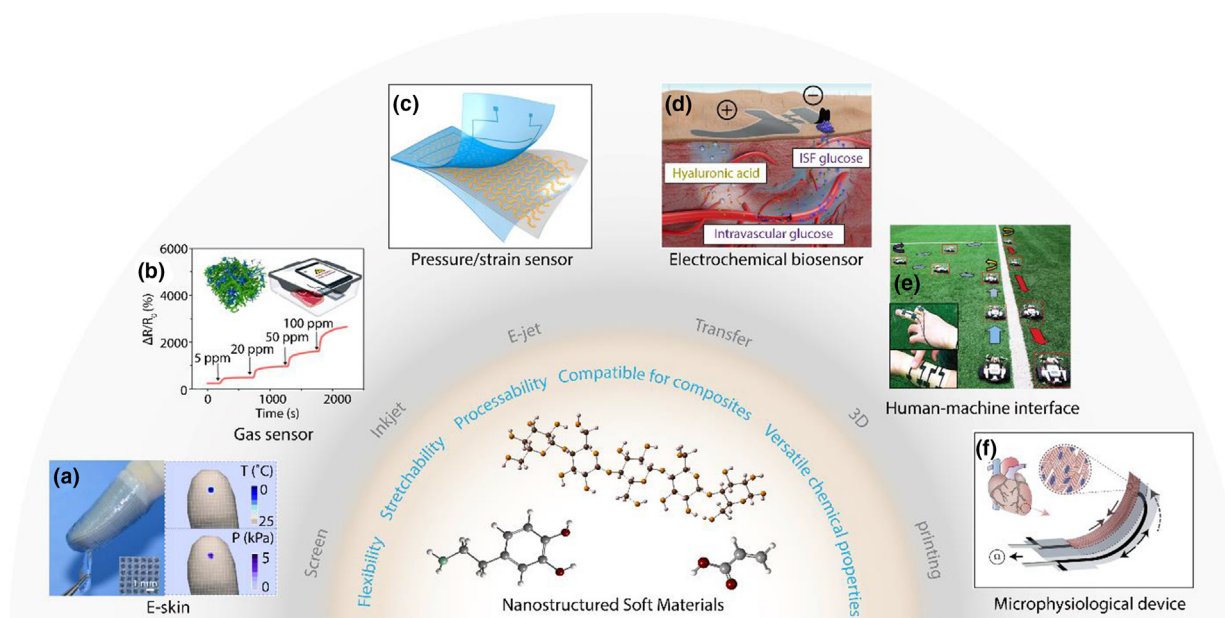 (c)
Pressure/strain sensor
(d)
+
−
ISF glucose
Hyaluronic acid
Intravascular glucose
Electrochemical biosensor
(b)
6000
4000
2000
0
ΔR/R0 (%)
5 ppm
20 ppm
50 ppm
100 ppm
0 1000 2000
Time (s)
Gas sensor
(e)
Human-machine interface
(a)
1 mm
T (°C)
0
25
P (kPa)
5
0
E-skin
(f)
Ω
Microphysiological device
Screen
Inkjet
E-jet
Transfer
3D
printing
Flexibility
Stretchability
Processability
Compatible for composites
Versatile chemical properties
Nanostructured Soft Materials